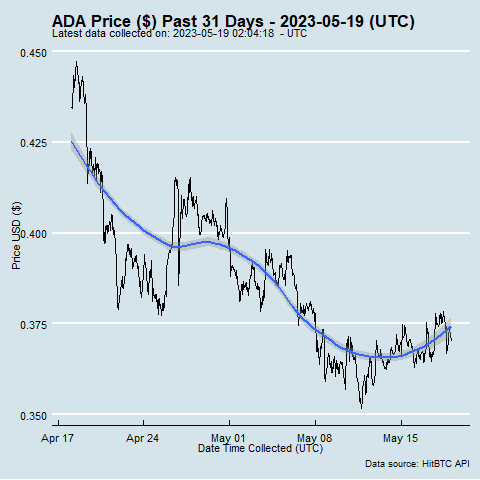 ADA Price ($) Past 31 Days - 2023-05-19 (UTC)
Latest data collected on: 2023-05-19 02:04:18  - UTC
0.450
0.425
0.400
0.375
0.350
Price USD ($)
Apr 17
Apr 24
May 01
May 08
May 15
Date Time Collected (UTC)
Data source: HitBTC API